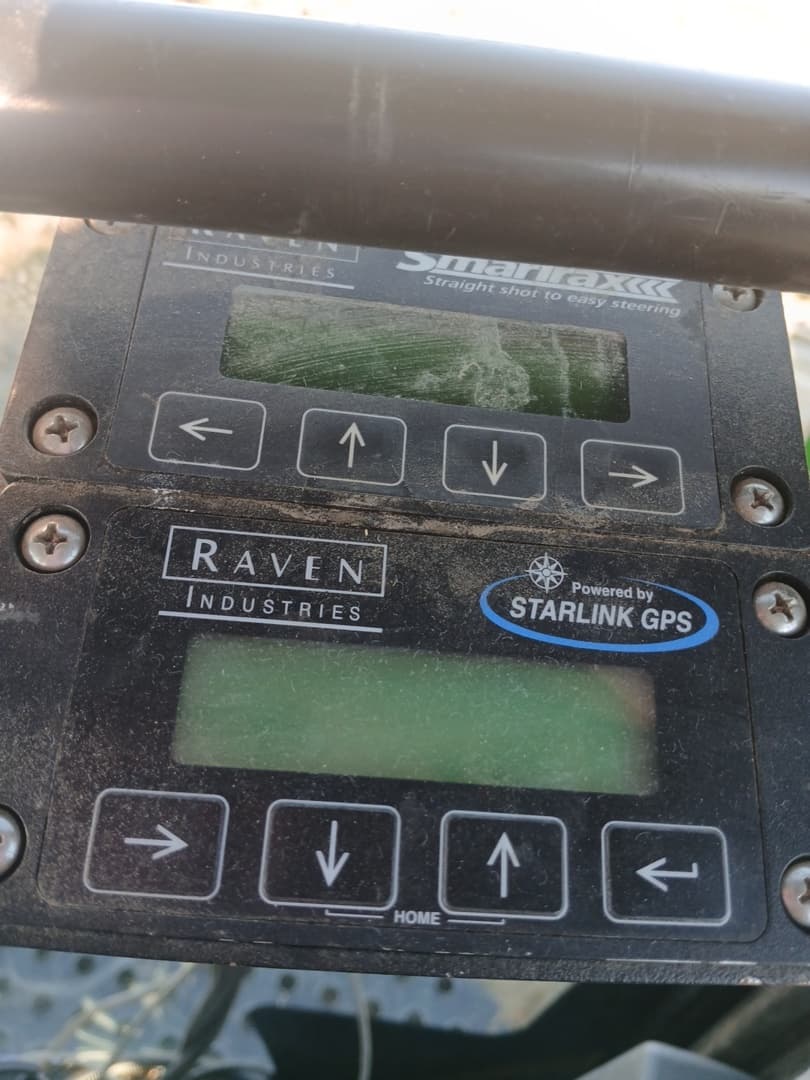 RAVEN
INDUSTRIES
Smartrax
Straight shot to easy steering
RAVEN
INDUSTRIES
Powered by
STARLINK GPS
HOME